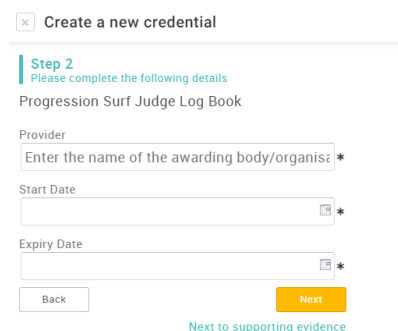 Create a new credential
Step 2
Please complete the following details
Progression Surf Judge Log Book
Provider
Enter the name of the awarding body/organisa *
Start Date
*
Expiry Date
*
Back Next
Next to supporting evidence